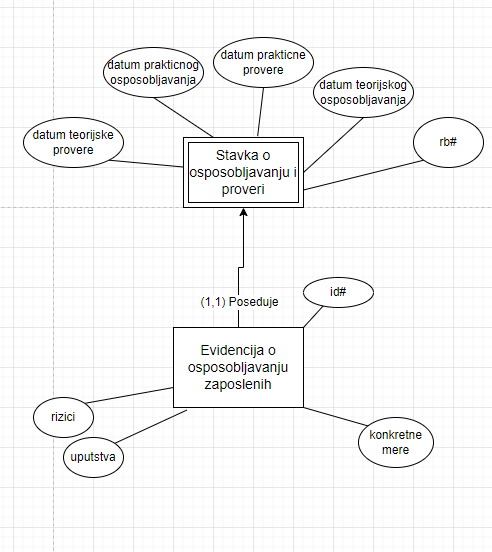 datum prakticnog
osposobljavanja
datum prakticne
provere
datum teorijskog
osposobljavanja
datum teorijske
provere
rb#
Stavka o
osposobljavanju i
proveri
(1,1) Poseduje
id#
Evidencija o
osposobljavanju
zaposlenih
rizici
uputstva
konkretne
mere